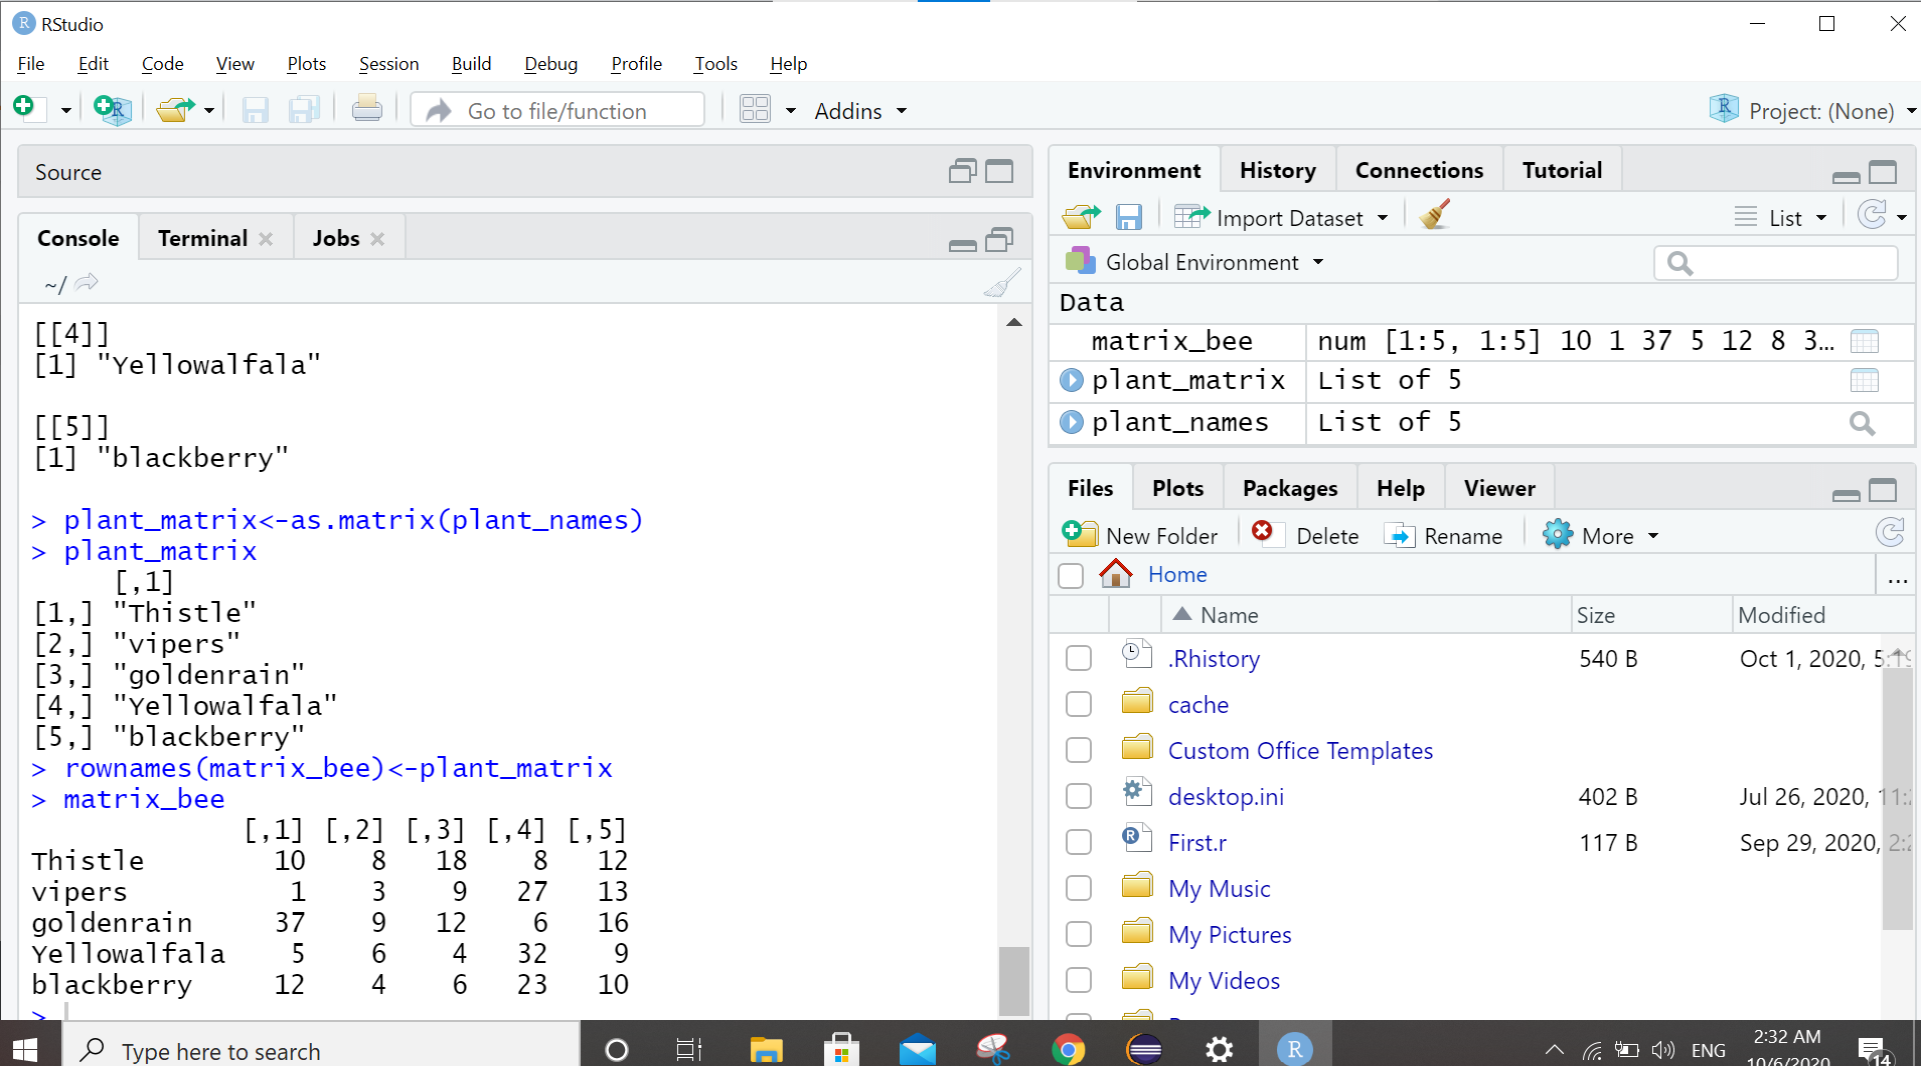 RStudio
File Edit Code View Plots Session Build Debug Profile Tools Help
Go to file/function Addins Project: (None)
Source
Console Terminal Jobs
~/
[[4]]
[1] "Yellowalfala"
[[5]]
[1] "blackberry"
> plant_matrix<-as.matrix(plant_names)
> plant_matrix
     [,1]
[1,] "Thistle"
[2,] "vipers"
[3,] "goldenrain"
[4,] "Yellowalfala"
[5,] "blackberry"
> rownames(matrix_bee)<-plant_matrix
> matrix_bee
             [,1] [,2] [,3] [,4] [,5]
Thistle        10    8   18    8   12
vipers          1    3    9   27   13
goldenrain     37    9   12    6   16
Yellowalfala    5    6    4   32    9
blackberry     12    4    6   23   10
>
Environment History Connections Tutorial
Import Dataset List
Global Environment
Data
matrix_bee num [1:5, 1:5] 10 1 37 5 12 8 3...
plant_matrix List of 5
plant_names List of 5
Files Plots Packages Help Viewer
New Folder Delete Rename More
Home ...
Name Size Modified
.Rhistory 540 B Oct 1, 2020, 5:19
cache
Custom Office Templates
desktop.ini 402 B Jul 26, 2020, 11:
First.r 117 B Sep 29, 2020, 2:
My Music
My Pictures
My Videos
Type here to search ENG 2:32 AM
10/6/2020 14